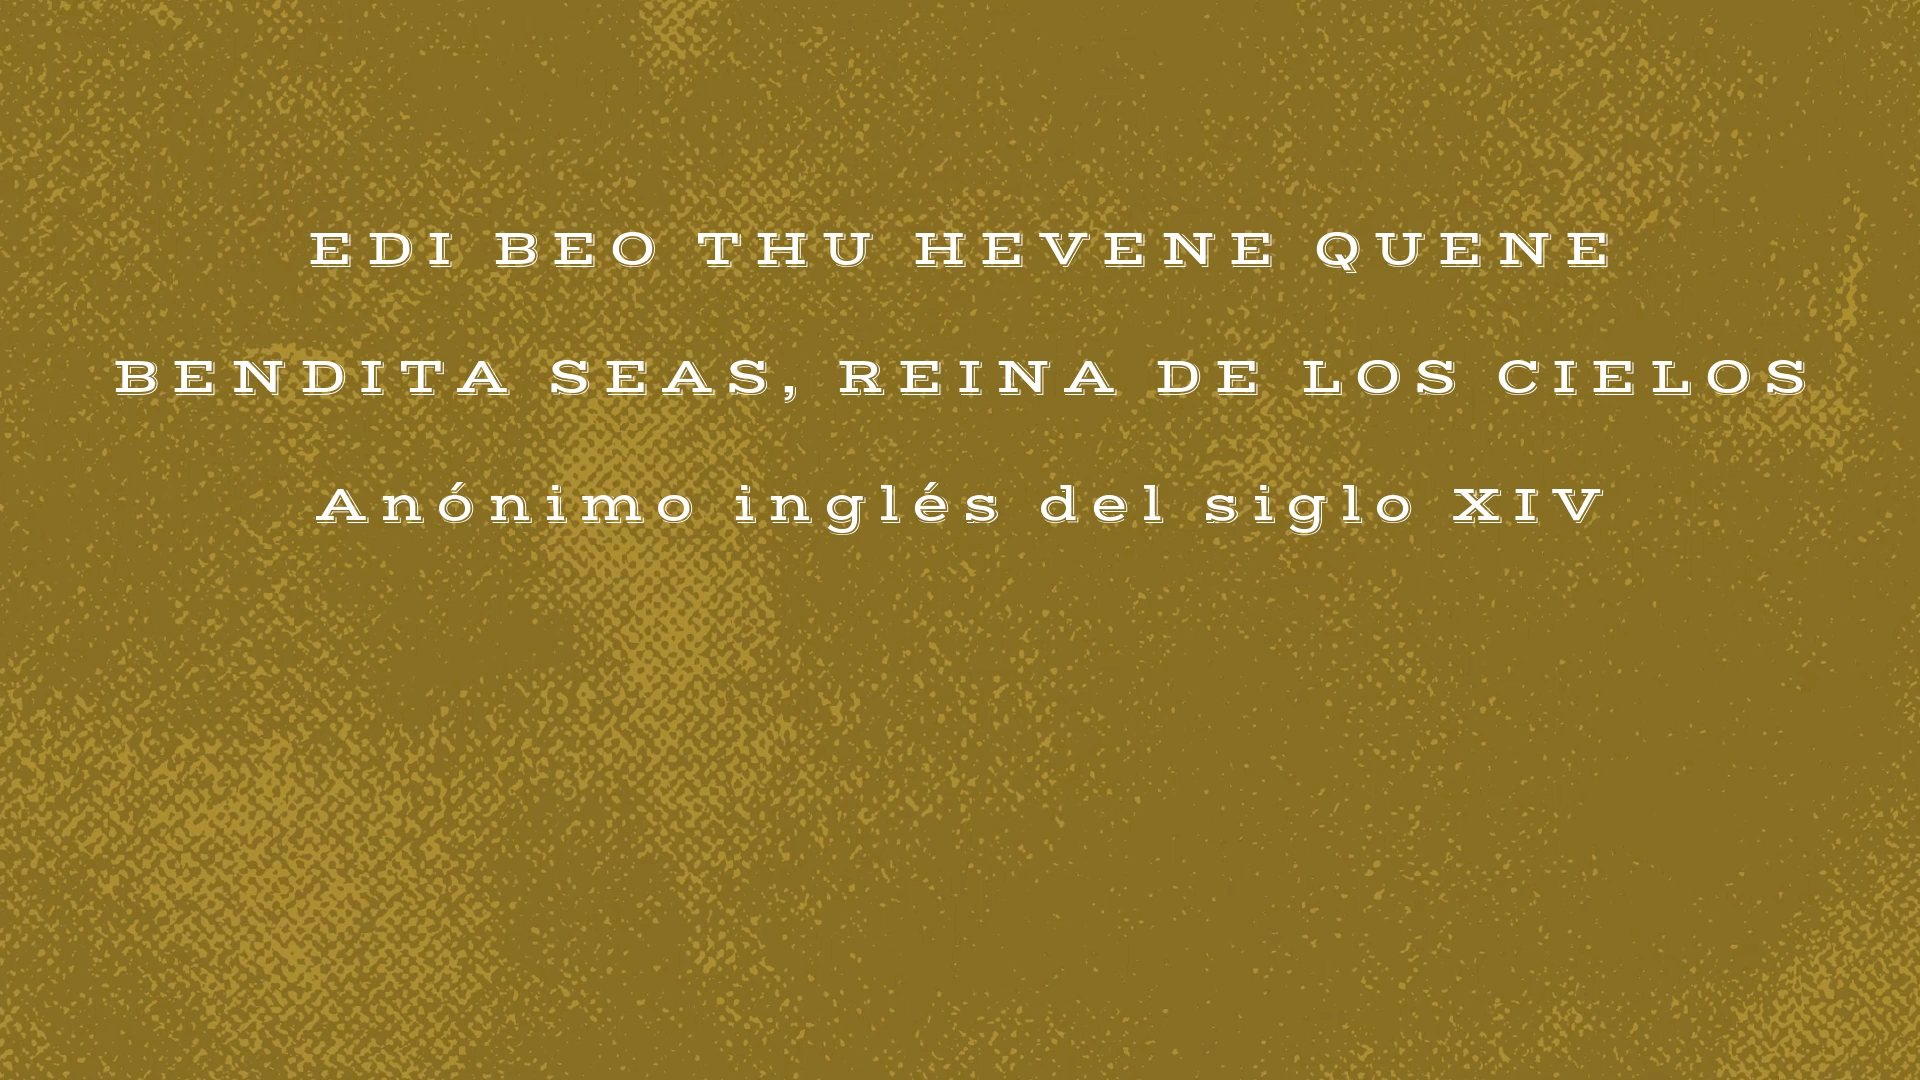 EDI BEO THU HEVENE QUENE
BENDITA SEAS, REINA DE LOS CIELOS
Anónimo inglés del siglo XIV